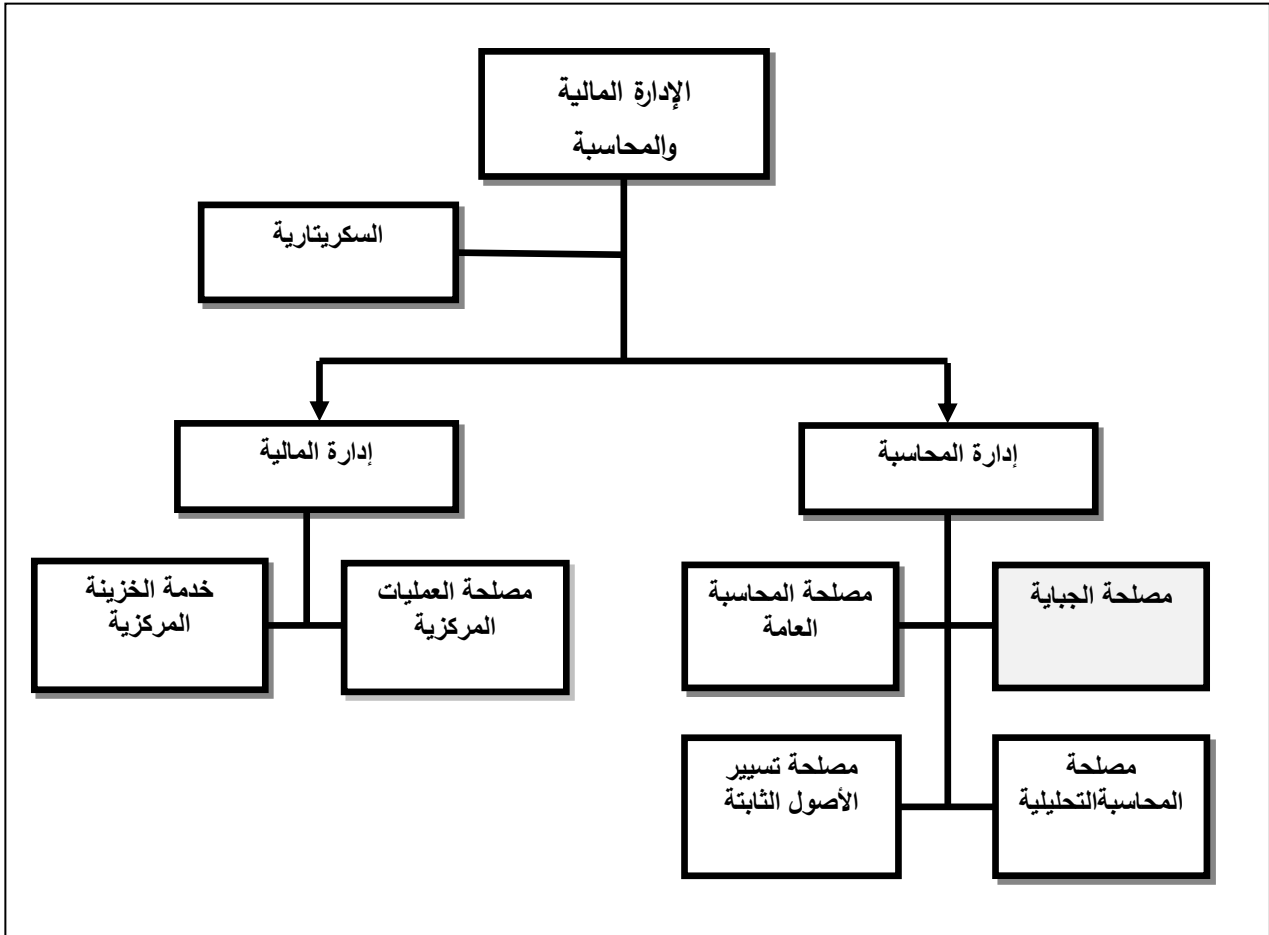 الإدارة المالية
والمحاسبة
السكريتارية
إدارة المحاسبة
إدارة المالية
مصلحة الجباية
مصلحة المحاسبة
العامة
مصلحة العمليات
المركزية
خدمة الخزينة
المركزية
مصلحة
المحاسبةالتحليلية
مصلحة تسيير
الأصول الثابتة